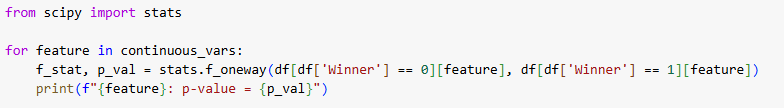 from scipy import stats
for feature in continuous_vars:
    f_stat, p_val = stats.f_oneway(df[df['Winner'] == 0][feature], df[df['Winner'] == 1][feature])
    print(f"{feature}: p-value = {p_val}")